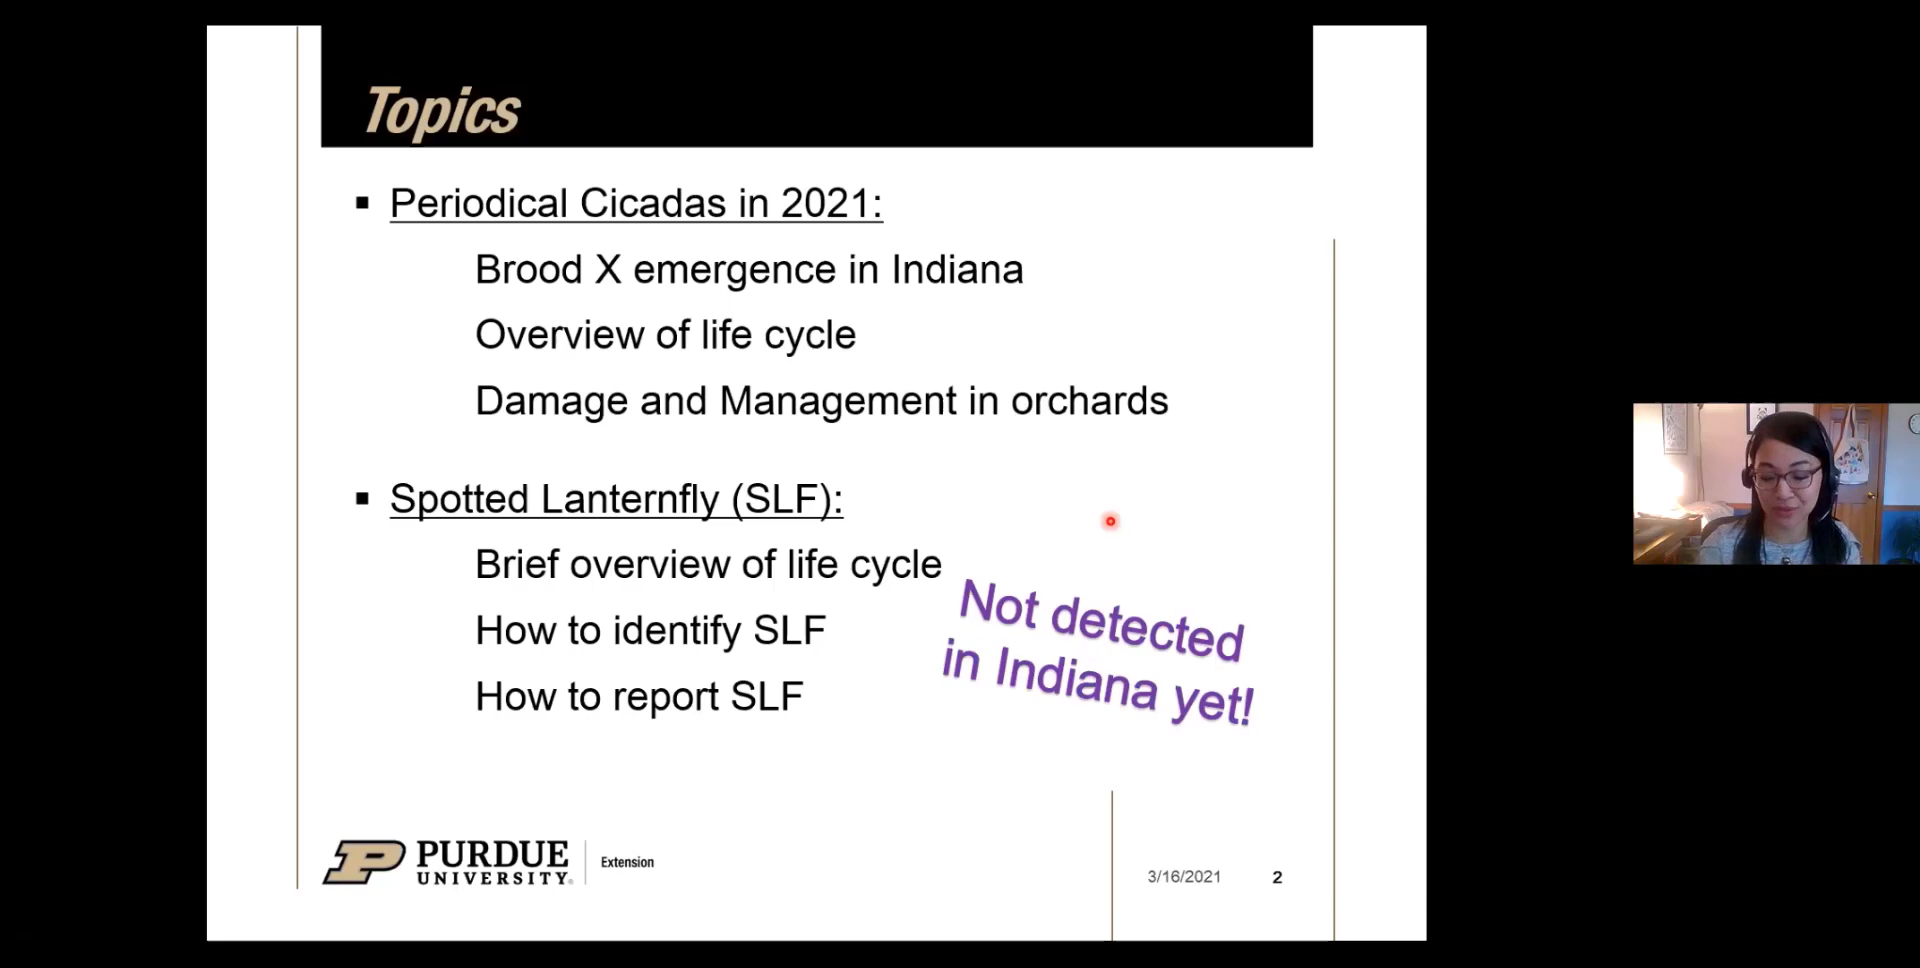 Topics
▪ Periodical Cicadas in 2021:
Brood X emergence in Indiana
Overview of life cycle
Damage and Management in orchards
▪ Spotted Lanternfly (SLF):
Brief overview of life cycle
How to identify SLF
How to report SLF
Not detected
in Indiana yet!
PURDUE
UNIVERSITY.
Extension
3/16/2021
2